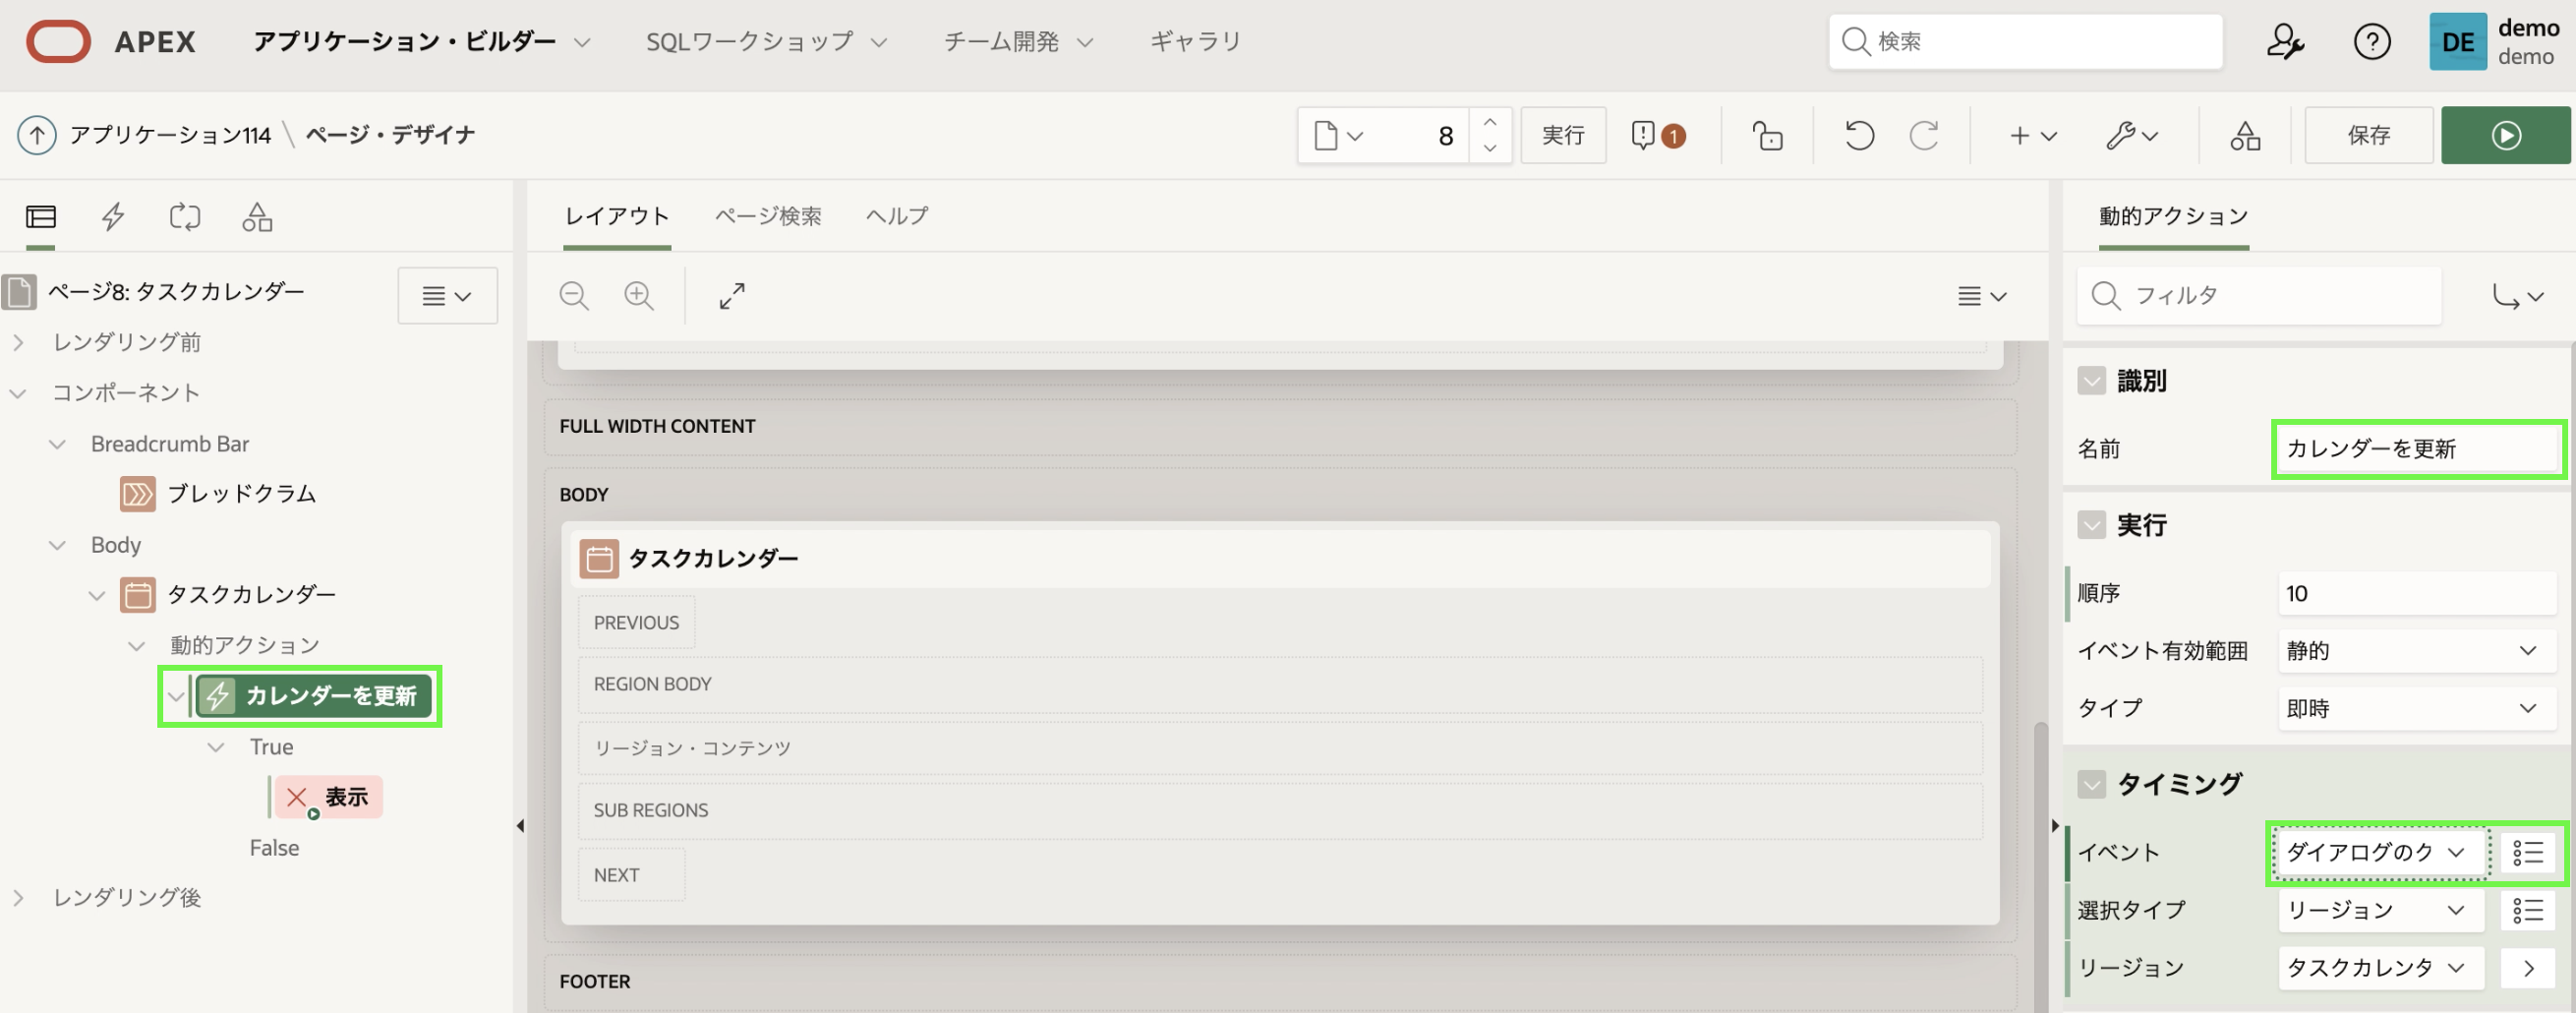 APEX
アプリケーション・ビルダー
SQLワークショップ
チーム開発
ギャラリ
検索
DE
demo
demo
アプリケーション114 \ ページ・デザイナ
8
実行
1
保存
ページ8: タスクカレンダー
レンダリング前
コンポーネント
Breadcrumb Bar
ブレッドクラム
Body
タスクカレンダー
動的アクション
カレンダーを更新
True
表示
False
レンダリング後
レイアウト
ページ検索
ヘルプ
FULL WIDTH CONTENT
BODY
タスクカレンダー
PREVIOUS
REGION BODY
リージョン・コンテンツ
SUB REGIONS
NEXT
FOOTER
動的アクション
フィルタ
識別
名前 カレンダーを更新
実行
順序 10
イベント有効範囲 静的
タイプ 即時
タイミング
イベント ダイアログのク
選択タイプ リージョン
リージョン タスクカレンダ